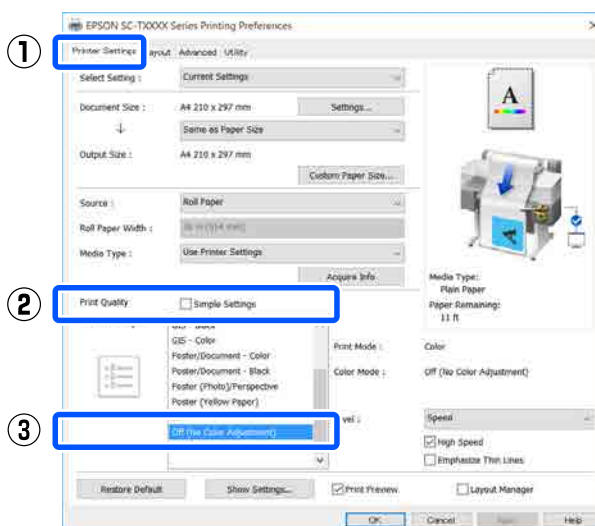 EPSON SC-TXXXX Series Printing Preferences
①
Printer Settings ayout Advanced Utility
Select Setting : Current Settings
Document Size : A4 210 x 297 mm Settings...
Same as Paper Size
Output Size : A4 210 x 297 mm
Custom Paper Size...
Source : Roll Paper
Roll Paper Width :
Media Type : Use Printer Settings
Acquire Info
A
Media Type:
Plain Paper
Paper Remaining:
11 ft
②
Print Quality Simple Settings
GIS - Color
Poster/Document - Color
Poster/Document - Black
Poster (Photo)/Perspective
Poster (Yellow Paper)
③
Off (No Color Adjustment)
Print Mode : Color
Color Mode : Off (No Color Adjustment)
evel : Speed
High Speed
Emphasize Thin Lines
Restore Default Show Settings... Print Preview Layout Manager
OK Cancel Help